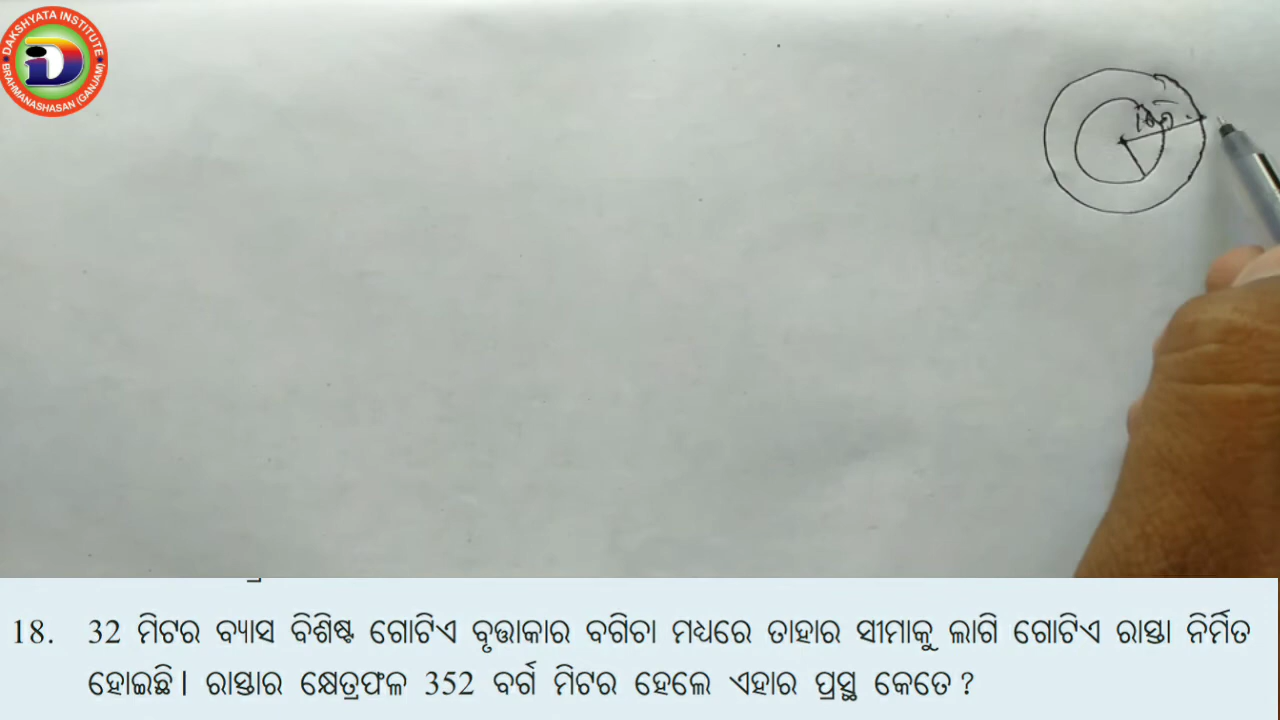 DAKSHYATA INSTITUTE
BRAHMANASHASAN (GANJAM)
18. 32 ମିଟର ବ୍ୟାସ ବିଶିଷ୍ଟ ଗୋଟିଏ ବୃତ୍ତାକାର ବଗିଚା ମଧ୍ୟରେ ତାହାର ସୀମାକୁ ଲାଗି ଗୋଟିଏ ରାସ୍ତା ନିର୍ମିତ
ହୋଇଛି। ରାସ୍ତାର କ୍ଷେତ୍ରଫଳ 352 ବର୍ଗ ମିଟର ହେଲେ ଏହାର ପ୍ରସ୍ଥ କେତେ ?